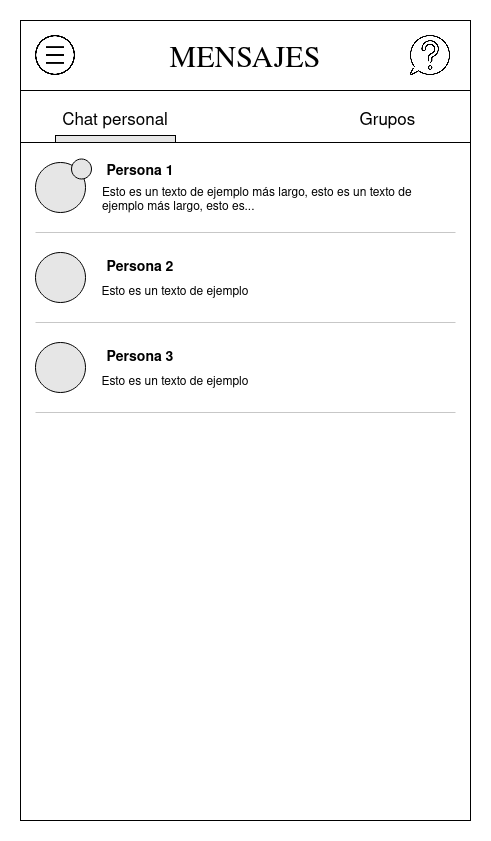 MENSAJES
Chat personal
Grupos
Persona 1
Esto es un texto de ejemplo más largo, esto es un texto de
ejemplo más largo, esto es...
Persona 2
Esto es un texto de ejemplo
Persona 3
Esto es un texto de ejemplo